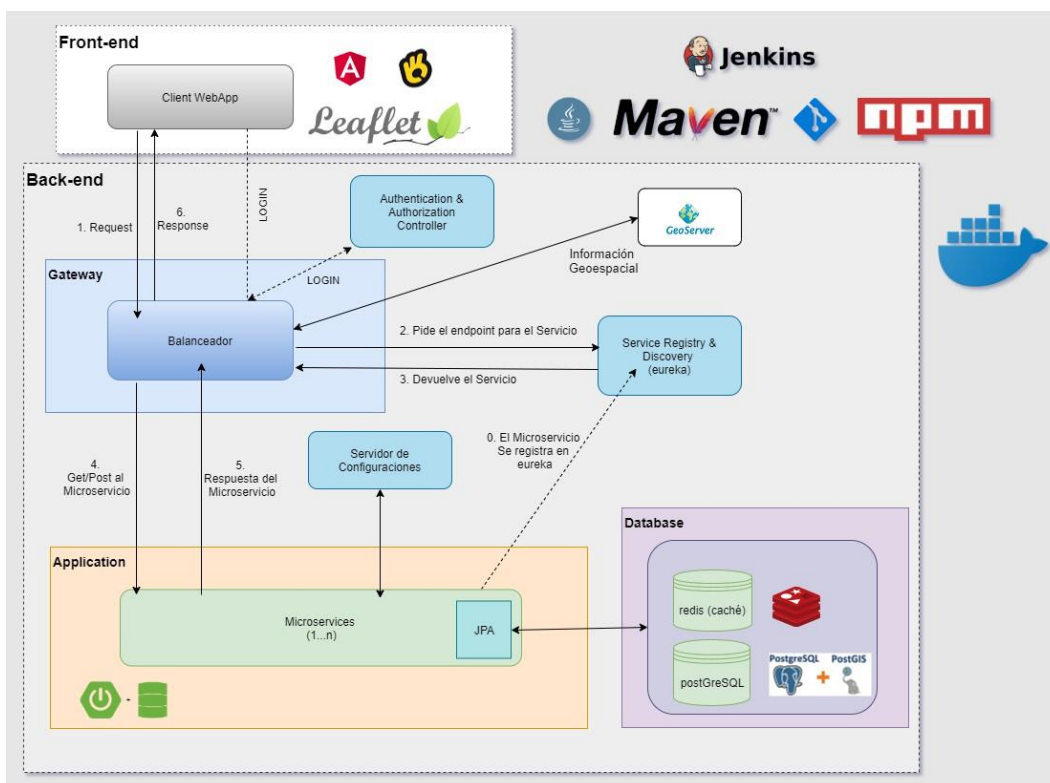 Front-end
Client WebApp
Leaflet
Jenkins
Maven™
npm
Back-end
1. Request
6.
Response
LOGIN
Authentication &
Authorization
Controller
LOGIN
GeoServer
Información
Geoespacial
Gateway
Balanceador
2. Pide el endpoint para el Servicio
3. Devuelve el Servicio
Service Registry &
Discovery
(eureka)
0. El Microservicio
Se registra en
eureka
4.
Get/Post al
Microservicio
5.
Respuesta del
Microservicio
Servidor de
Configuraciones
Application
Microservices
(1...n)
JPA
Database
redis (caché)
postGreSQL
PostgreSQL
PostGIS
+